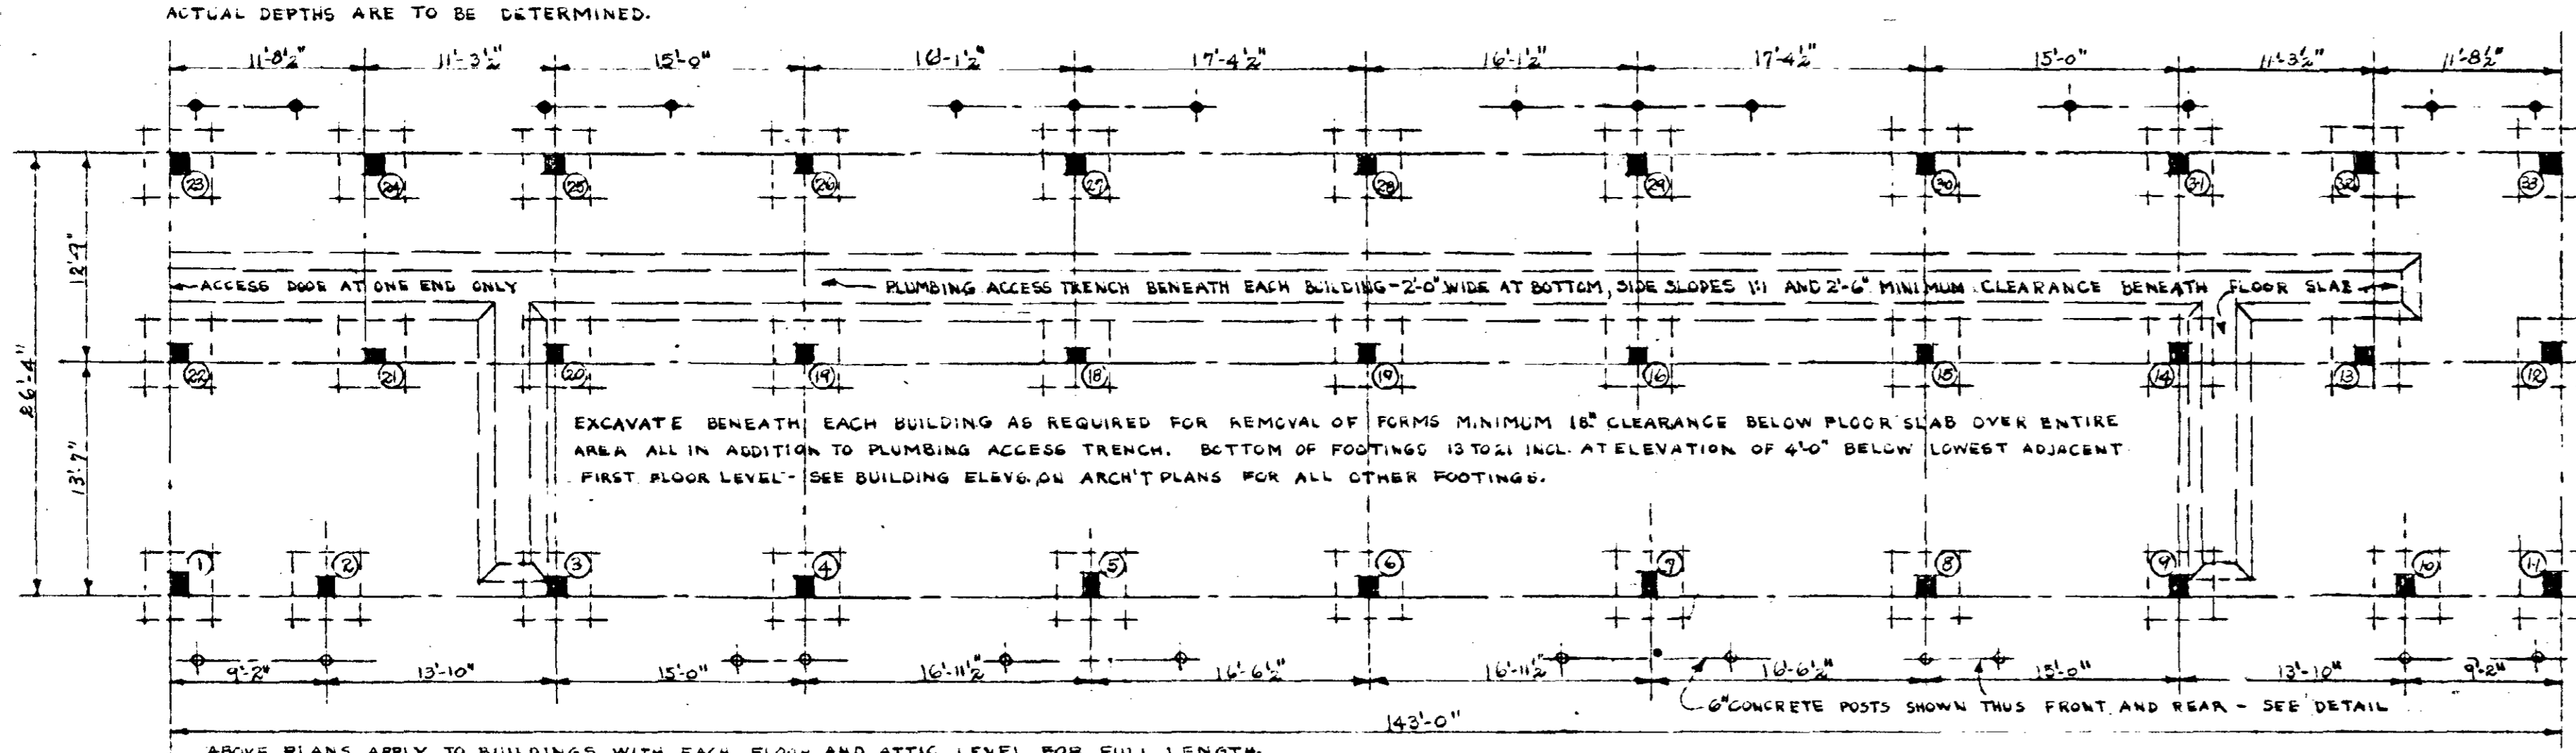 ACTUAL DEPTHS ARE TO BE DETERMINED.
11'-8½" 11'-3½" 15'-0" 16'-1½" 17'-4½" 16'-1½" 17'-4½" 15'-0" 11'-3½" 11'-8½"
23 24 25 26 27 28 29 30 31 32 33
12'-9"
ACCESS DOOR AT ONE END ONLY
PLUMBING ACCESS TRENCH BENEATH EACH BUILDING-2'-0" WIDE AT BOTTOM, SIDE SLOPES 1:1 AND 2'-6" MINIMUM CLEARANCE BENEATH FLOOR SLAB
26'-4"
22 21 20 19 18 19 16 15 14 13 12
13'-7"
EXCAVATE BENEATH EACH BUILDING AS REQUIRED FOR REMOVAL OF FORMS MINIMUM 18" CLEARANCE BELOW FLOOR SLAB OVER ENTIRE
AREA ALL IN ADDITION TO PLUMBING ACCESS TRENCH. BOTTOM OF FOOTINGS 13 TO 21 INCL. AT ELEVATION OF 4'-0" BELOW LOWEST ADJACENT
FIRST FLOOR LEVEL- SEE BUILDING ELEVS. ON ARCH'T PLANS FOR ALL OTHER FOOTINGS.
1 2 3 4 5 6 7 8 9 10 11
9'-2" 13'-10" 15'-0" 16'-11½" 16'-6½" 16'-11½" 16'-6½" 15'-0" 13'-10" 9'-2"
6" CONCRETE POSTS SHOWN THUS FRONT AND REAR - SEE DETAIL
143'-0"
ABOVE PLANS APPLY TO BUILDINGS WITH EACH FLOOR AND ATTIC LEVEL FOR FULL LENGTH.